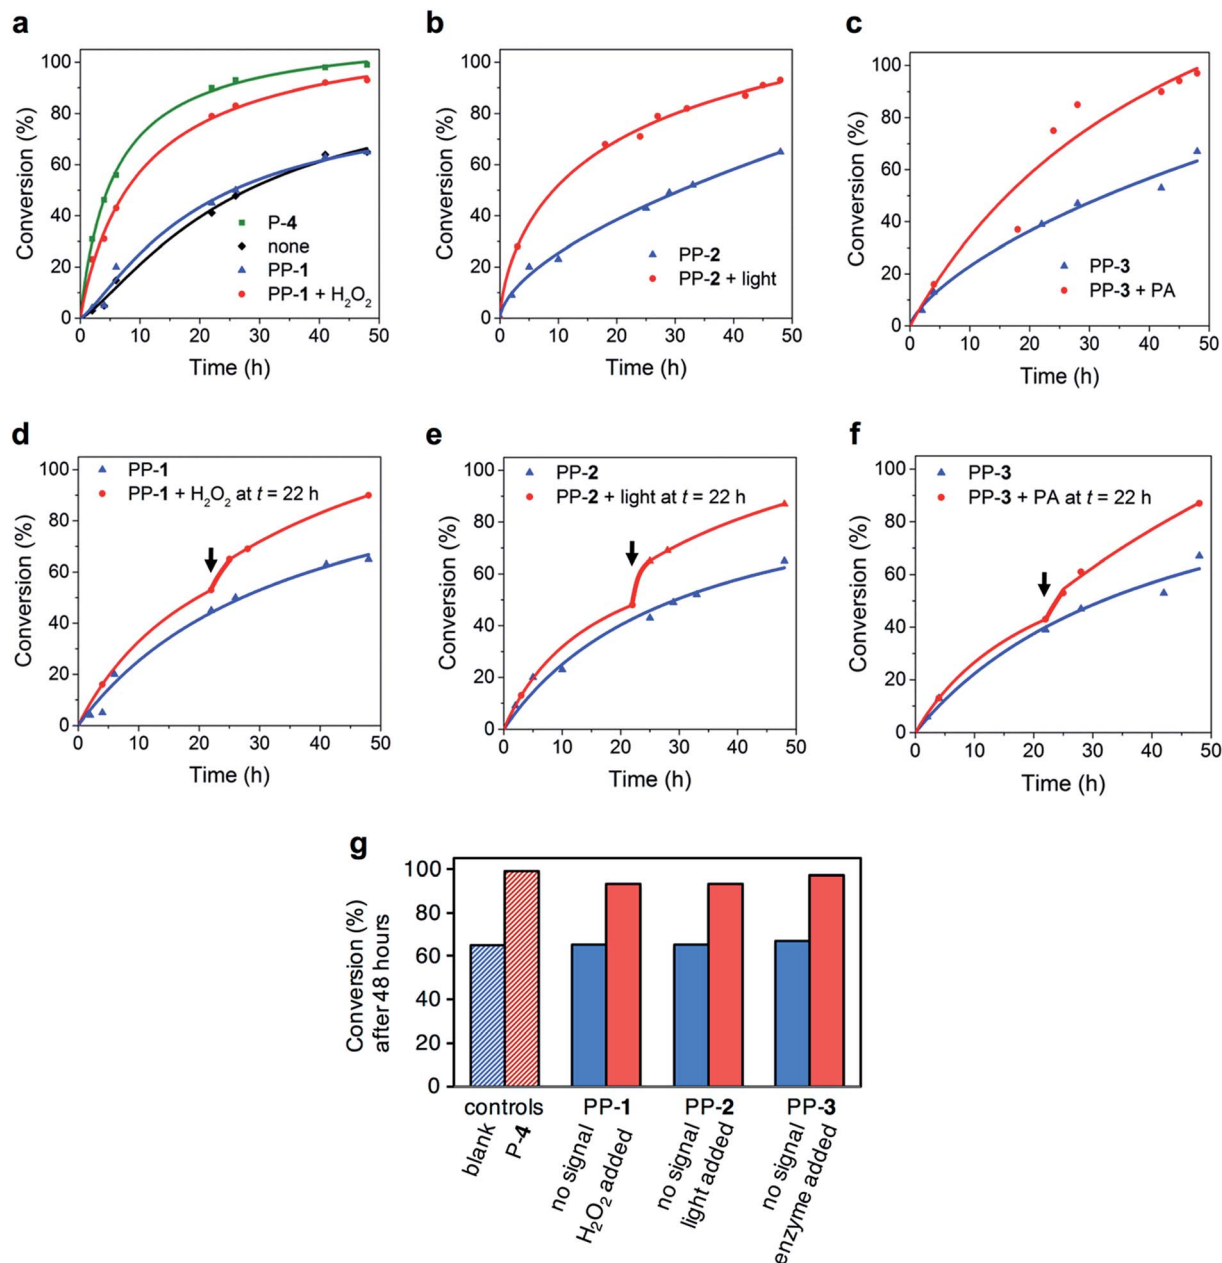 a
100
80
60
40
20
0
Conversion (%)
P-4
none
PP-1
PP-1 + H₂O₂
0 10 20 30 40 50
Time (h)
b
100
80
60
40
20
0
Conversion (%)
PP-2
PP-2 + light
0 10 20 30 40 50
Time (h)
c
100
80
60
40
20
0
Conversion (%)
PP-3
PP-3 + PA
0 10 20 30 40 50
Time (h)
d
100
80
60
40
20
0
Conversion (%)
PP-1
PP-1 + H₂O₂ at t = 22 h
0 10 20 30 40 50
Time (h)
e
100
80
60
40
20
0
Conversion (%)
PP-2
PP-2 + light at t = 22 h
0 10 20 30 40 50
Time (h)
f
100
80
60
40
20
0
Conversion (%)
PP-3
PP-3 + PA at t = 22 h
0 10 20 30 40 50
Time (h)
g
100
80
60
40
20
0
Conversion (%)
after 48 hours
controls PP-1 PP-2 PP-3
blank
P-4
no signal
H₂O₂ added
no signal
light added
no signal
enzyme added